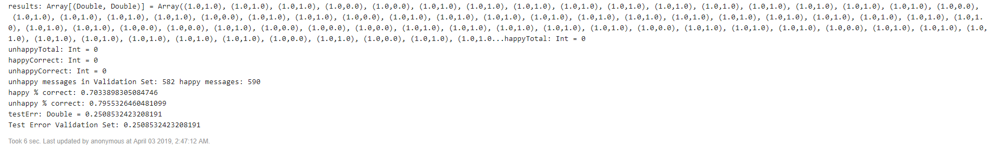 results: Array[(Double, Double)] = Array((1.0,1.0), (1.0,1.0), (1.0,1.0), (1.0,0.0), (1.0,0.0), (1.0,0.0), (1.0,1.0), (1.0,1.0), (1.0,1.0), (1.0,1.0), (1.0,1.0), (1.0,1.0), (1.0,1.0), (1.0,1.0), (1.0,1.0), (1.0,1.0), (1.0,1.0), (1.0,0.0),
(1.0,1.0), (1.0,1.0), (1.0,1.0), (1.0,1.0), (1.0,0.0), (1.0,1.0), (1.0,1.0), (1.0,0.0), (1.0,1.0), (1.0,1.0), (1.0,1.0), (1.0,1.0), (1.0,1.0), (1.0,1.0), (1.0,1.0), (1.0,1.0), (1.0,1.0), (1.0,1.0), (1.0,1.0), (1.0,1.
0), (1.0,1.0), (1.0,1.0), (1.0,0.0), (1.0,0.0), (1.0,1.0), (1.0,0.0), (1.0,0.0), (1.0,0.0), (1.0,1.0), (1.0,1.0), (1.0,1.0), (1.0,1.0), (1.0,1.0), (1.0,0.0), (1.0,1.0), (1.0,1.0), (1.0,1.0), (1.0,0.0), (1.0,1.0), (1.0,1.0), (1.0,
1.0), (1.0,1.0), (1.0,1.0), (1.0,1.0), (1.0,1.0), (1.0,1.0), (1.0,0.0), (1.0,1.0), (1.0,0.0), (1.0,1.0), (1.0,1.0...happyTotal: Int = 0
unhappyTotal: Int = 0
happyCorrect: Int = 0
unhappyCorrect: Int = 0
unhappy messages in Validation Set: 582 happy messages: 590
happy % correct: 0.7033898305084746
unhappy % correct: 0.7955326460481099
testErr: Double = 0.2508532423208191
Test Error Validation Set: 0.2508532423208191
Took 6 sec. Last updated by anonymous at April 03 2019, 2:47:12 AM.